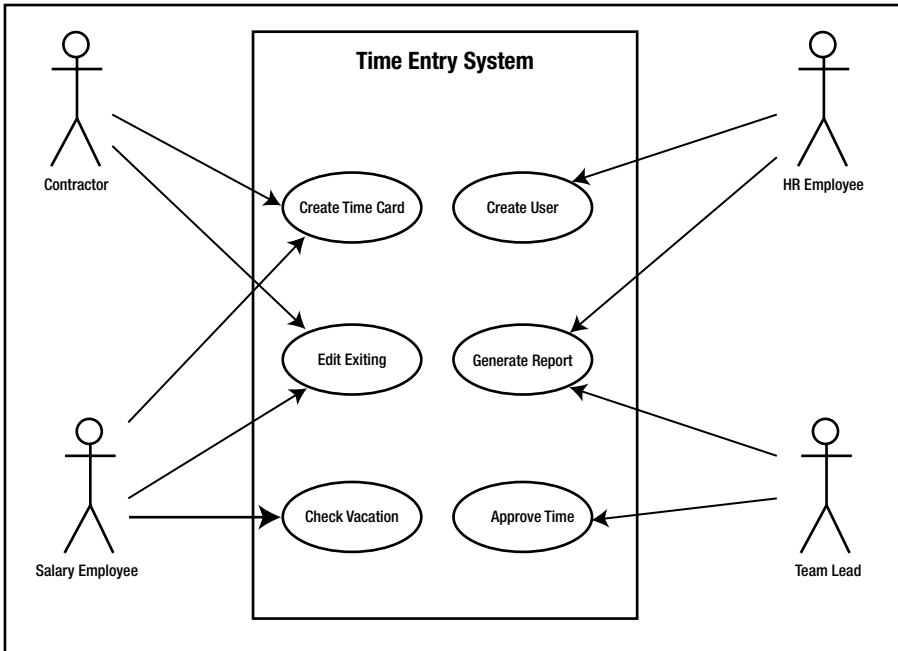 Time Entry System
Contractor
HR Employee
Create Time Card
Create User
Edit Exiting
Generate Report
Check Vacation
Approve Time
Salary Employee
Team Lead